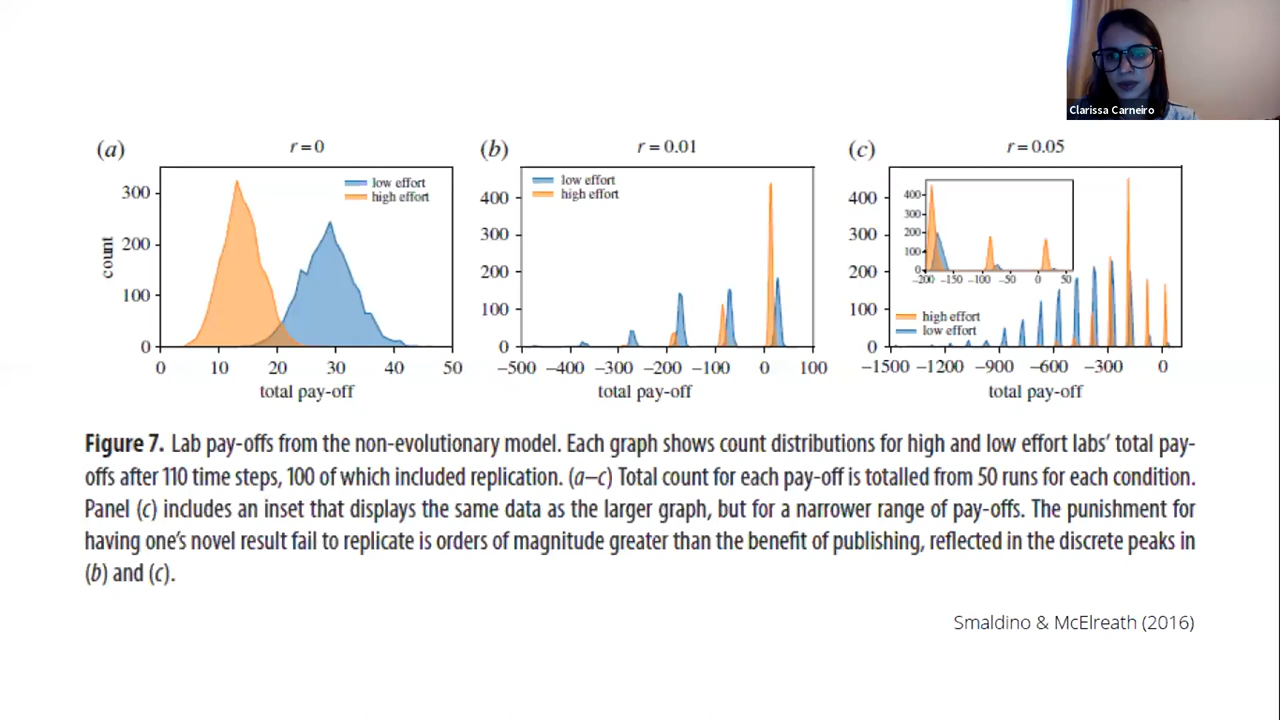 Clarissa Carneiro
(a)
r = 0
300
200
100
0
count
low effort
high effort
0 10 20 30 40 50
total pay-off
(b)
r = 0.01
400
300
200
100
0
low effort
high effort
−500 −400 −300 −200 −100 0 100
total pay-off
(c)
r = 0.05
400
300
200
100
0
400
300
200
100
0
−200 −150 −100 −50 0 50
high effort
low effort
−1500 −1200 −900 −600 −300 0
total pay-off
Figure 7. Lab pay-offs from the non-evolutionary model. Each graph shows count distributions for high and low effort labs’ total pay-
offs after 110 time steps, 100 of which included replication. (a–c) Total count for each pay-off is totalled from 50 runs for each condition.
Panel (c) includes an inset that displays the same data as the larger graph, but for a narrower range of pay-offs. The punishment for
having one’s novel result fail to replicate is orders of magnitude greater than the benefit of publishing, reflected in the discrete peaks in
(b) and (c).
Smaldino & McElreath (2016)